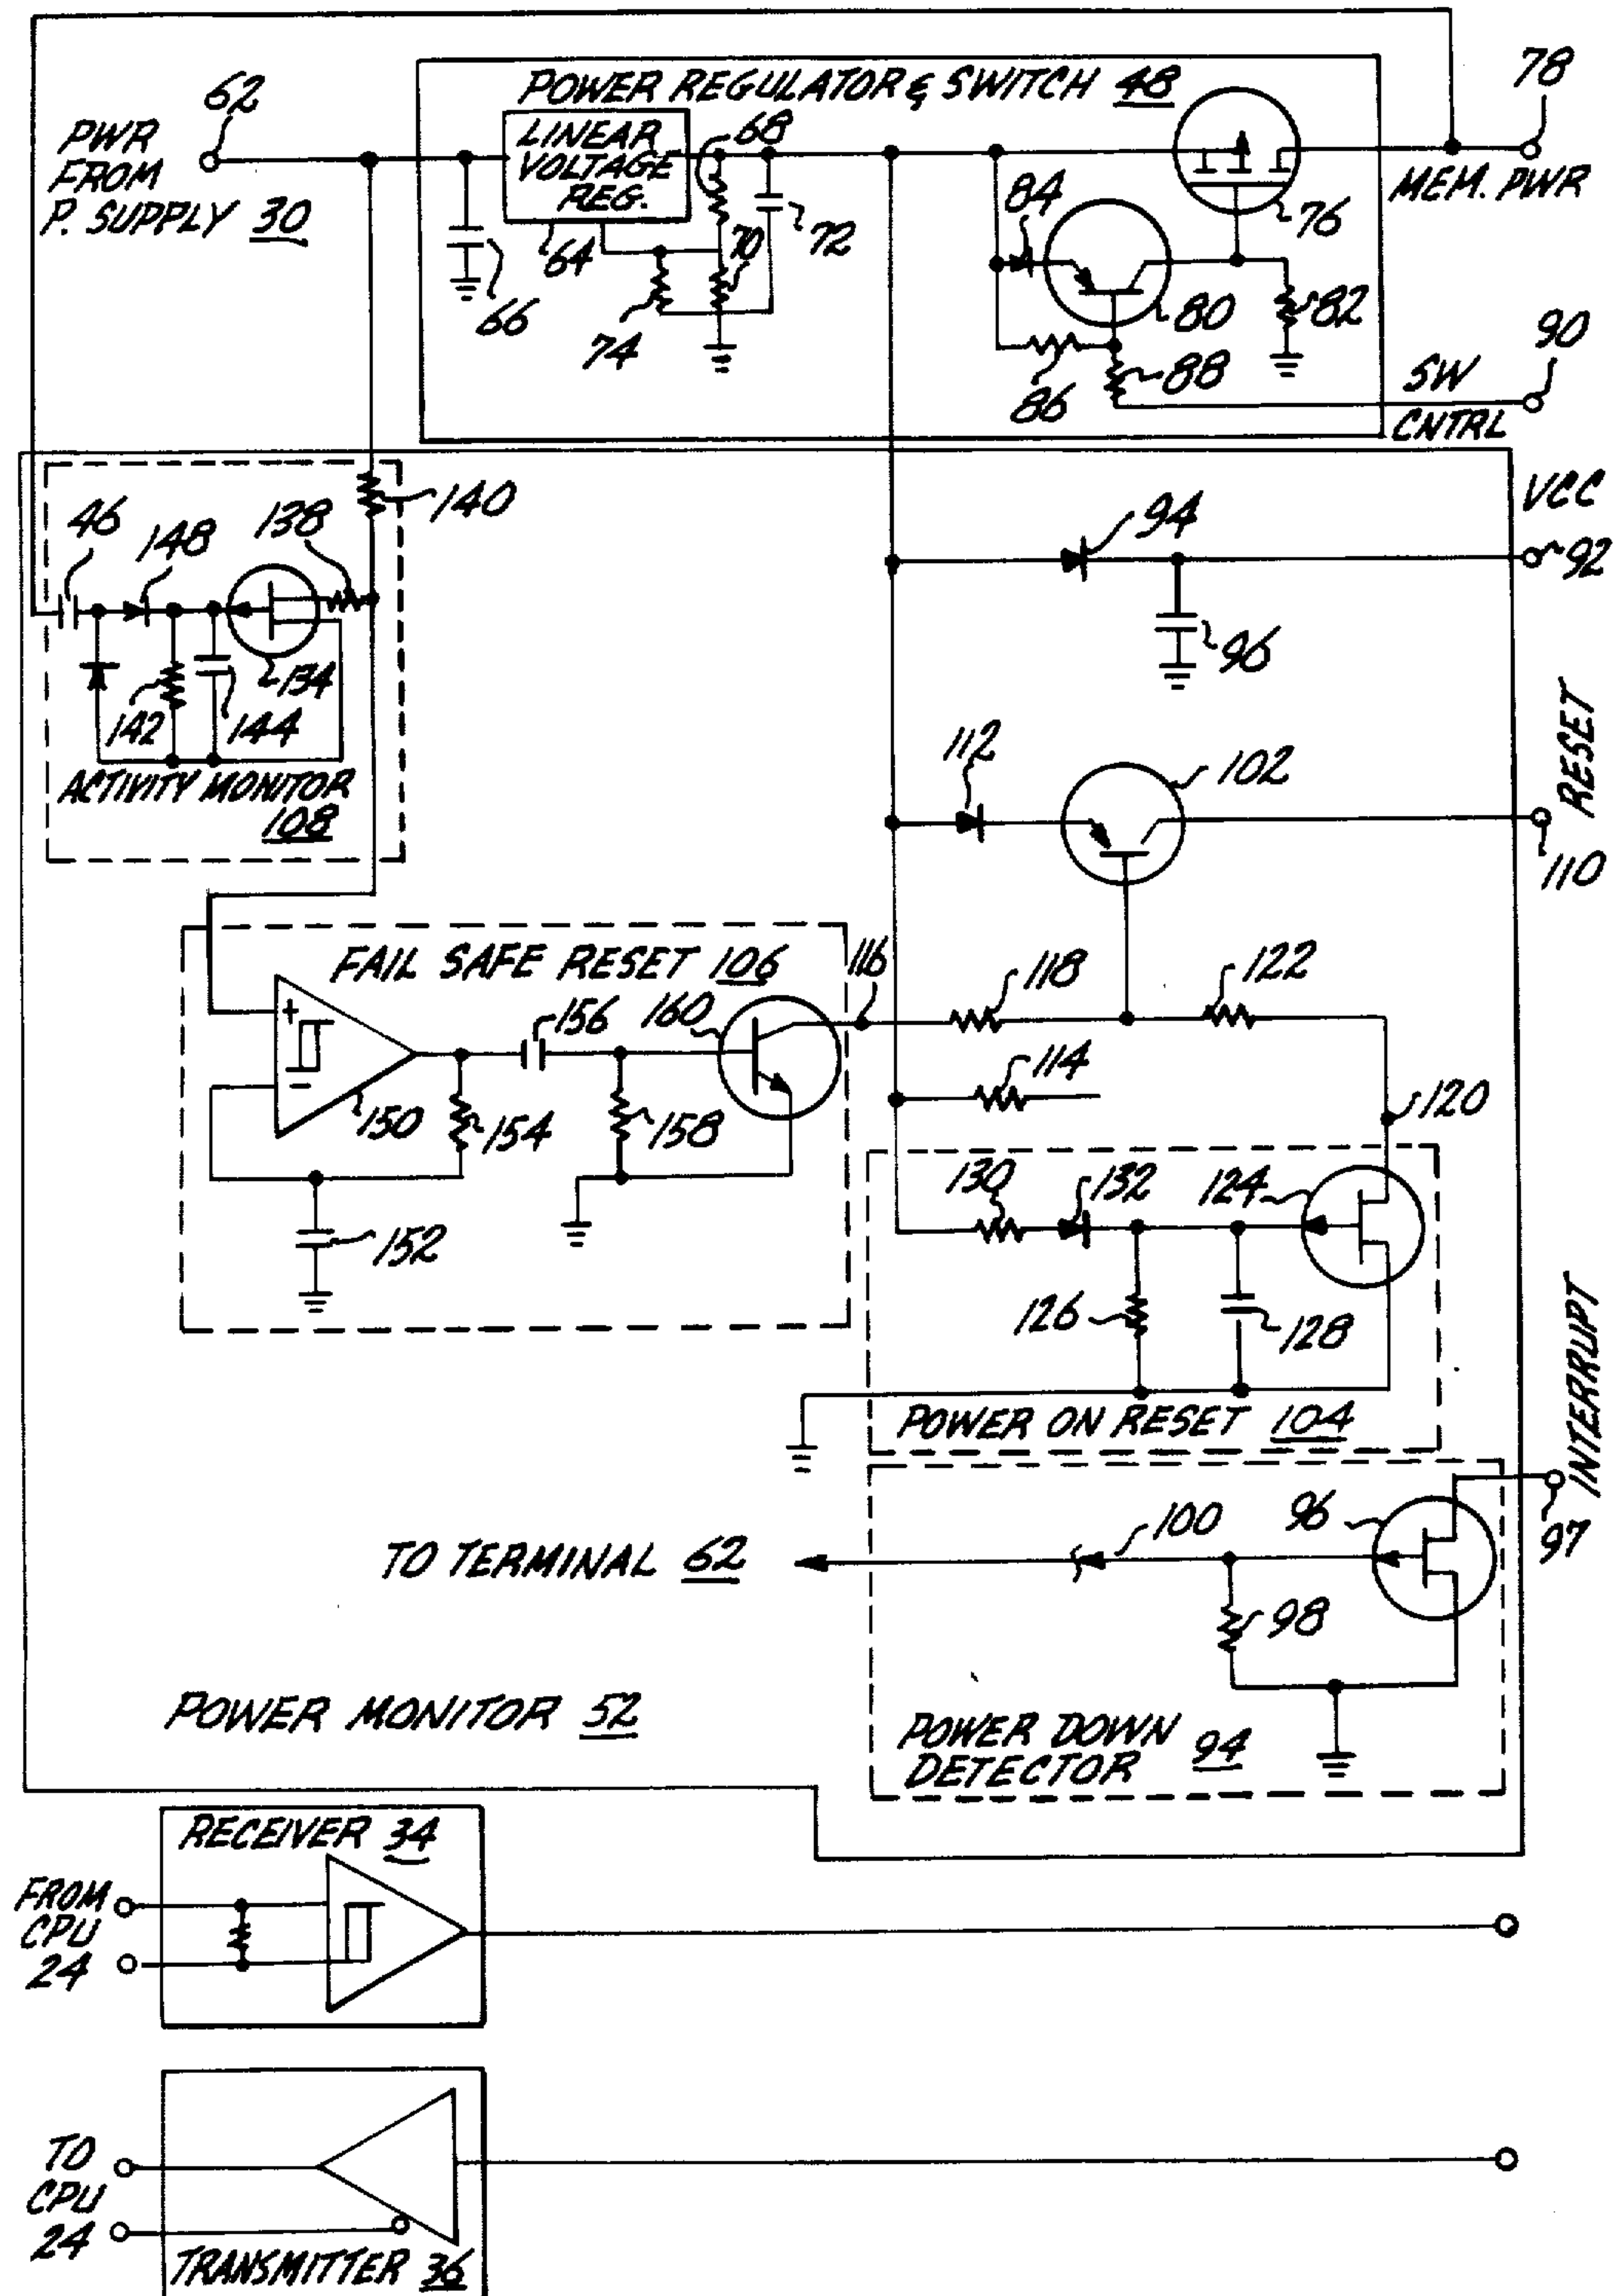 POWER REGULATOR & SWITCH 48
62
78
PWR
FROM
P. SUPPLY 30
LINEAR
VOLTAGE
REG.
68
MEM. PWR
84
76
64
70
72
66
74
80
82
90
86
88
SW
CNTRL
46
148
138
140
VCC
94
92
96
142
144
134
ACTIVITY MONITOR
108
112
102
RESET
110
FAIL SAFE RESET 106
116
118
122
156
160
+
-
114
150
154
158
120
130
132
124
152
126
128
INTERRUPT
POWER ON RESET 104
TO TERMINAL 62
100
96
97
98
POWER MONITOR 52
POWER DOWN
DETECTOR 94
RECEIVER 34
FROM
CPU
24
TO
CPU
24
TRANSMITTER 36